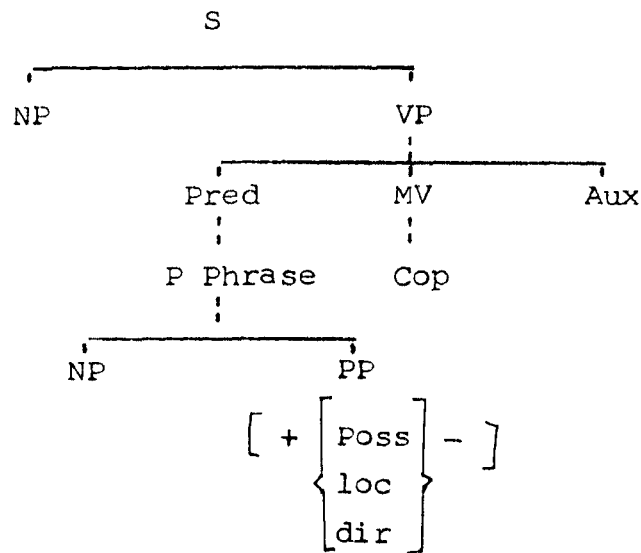 S
NP VP
Pred MV Aux
P Phrase Cop
NP PP
[ + { Poss } - ]
loc
dir